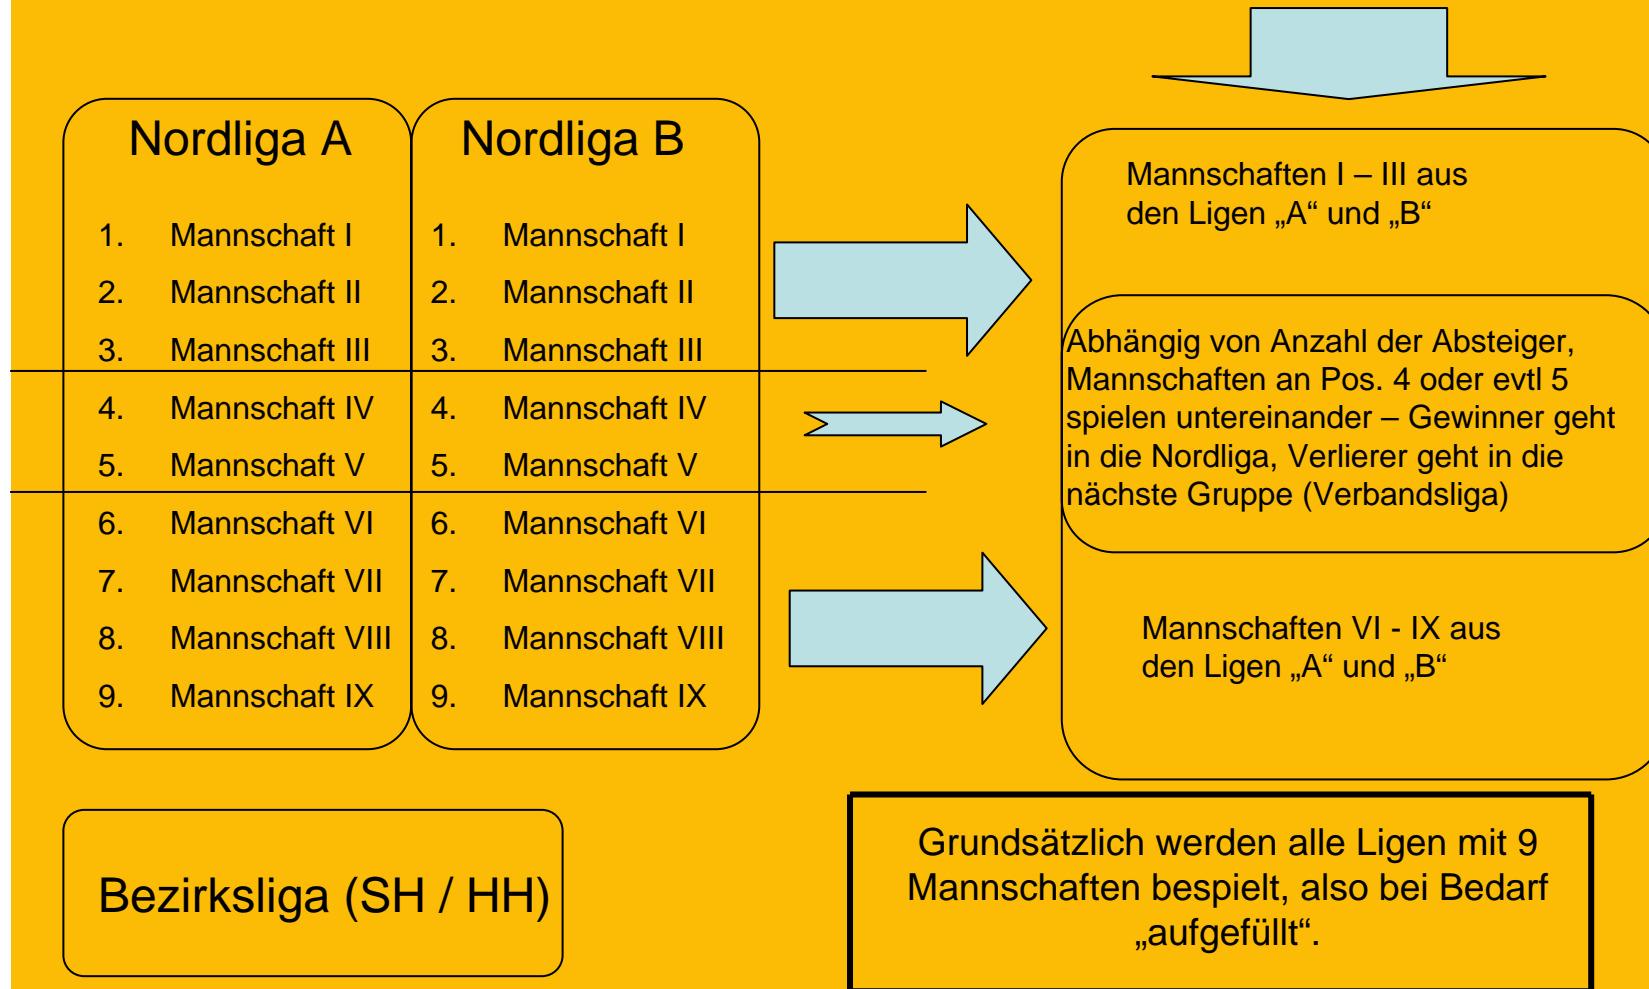 Nordliga A
1. Mannschaft I
2. Mannschaft II
3. Mannschaft III
4. Mannschaft IV
5. Mannschaft V
6. Mannschaft VI
7. Mannschaft VII
8. Mannschaft VIII
9. Mannschaft IX
Nordliga B
1. Mannschaft I
2. Mannschaft II
3. Mannschaft III
4. Mannschaft IV
5. Mannschaft V
6. Mannschaft VI
7. Mannschaft VII
8. Mannschaft VIII
9. Mannschaft IX
Mannschaften I – III aus
den Ligen „A“ und „B“
Abhängig von Anzahl der Absteiger,
Mannschaften an Pos. 4 oder evtl 5
spielen untereinander – Gewinner geht
in die Nordliga, Verlierer geht in die
nächste Gruppe (Verbandsliga)
Mannschaften VI - IX aus
den Ligen „A“ und „B“
Bezirksliga (SH / HH)
Grundsätzlich werden alle Ligen mit 9
Mannschaften bespielt, also bei Bedarf
„aufgefüllt“.